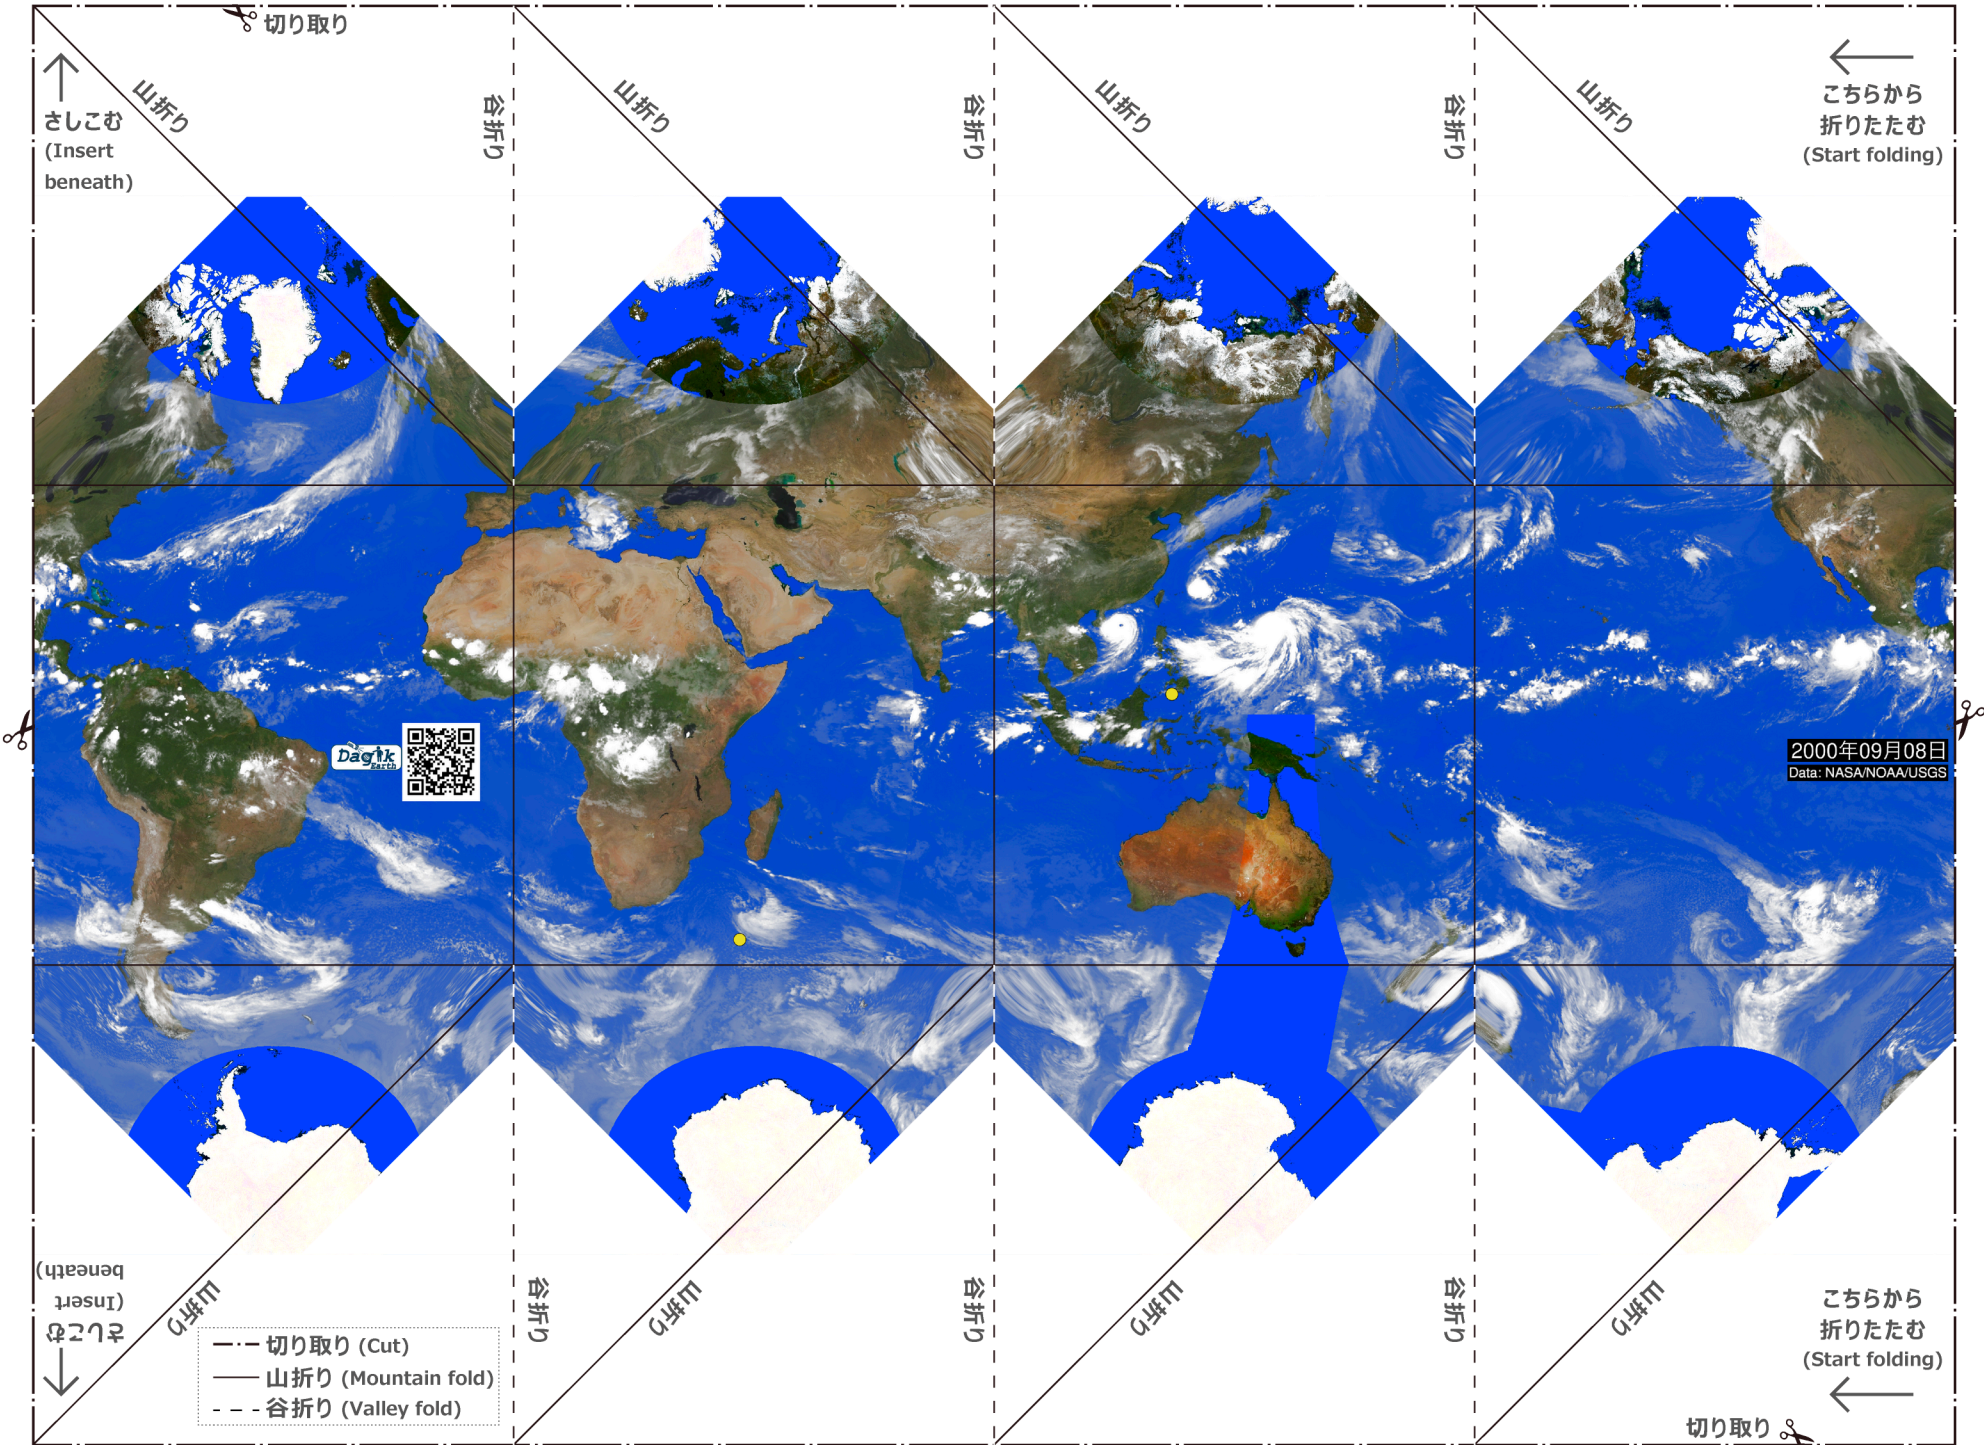 切り取り
さしこむ
(Insert
beneath)
山折り
谷折り
山折り
谷折り
山折り
谷折り
山折り
こちらから
折りたたむ
(Start folding)
Dagik
Earth
2000年09月08日
Data: NASA/NOAA/USGS
さしこむ
(Insert
beneath)
山折り
谷折り
山折り
谷折り
山折り
谷折り
山折り
こちらから
折りたたむ
(Start folding)
切り取り (Cut)
山折り (Mountain fold)
谷折り (Valley fold)
切り取り